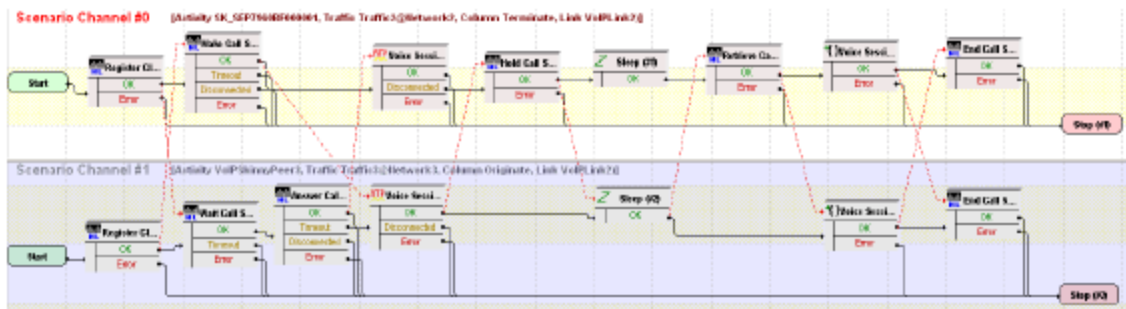 Scenario Channel #0
Start
Register Cl...
OK
Error
Make Call S...
OK
Timeout
Disconnected
Error
Voice Sessi...
OK
Disconnected
Error
Hold Call S...
OK
Error
Sleep
OK
Retrieve Ca...
OK
Error
Voice Sessi...
OK
Error
End Call S...
OK
Error
Stop (#1)
Scenario Channel #1
Start
Register Cl...
OK
Error
Wait Call S...
OK
Timeout
Error
Answer Cal...
OK
Timeout
Disconnected
Error
Voice Sessi...
OK
Disconnected
Error
Sleep (#2)
OK
Voice Sessi...
OK
Error
End Call S...
OK
Error
Stop